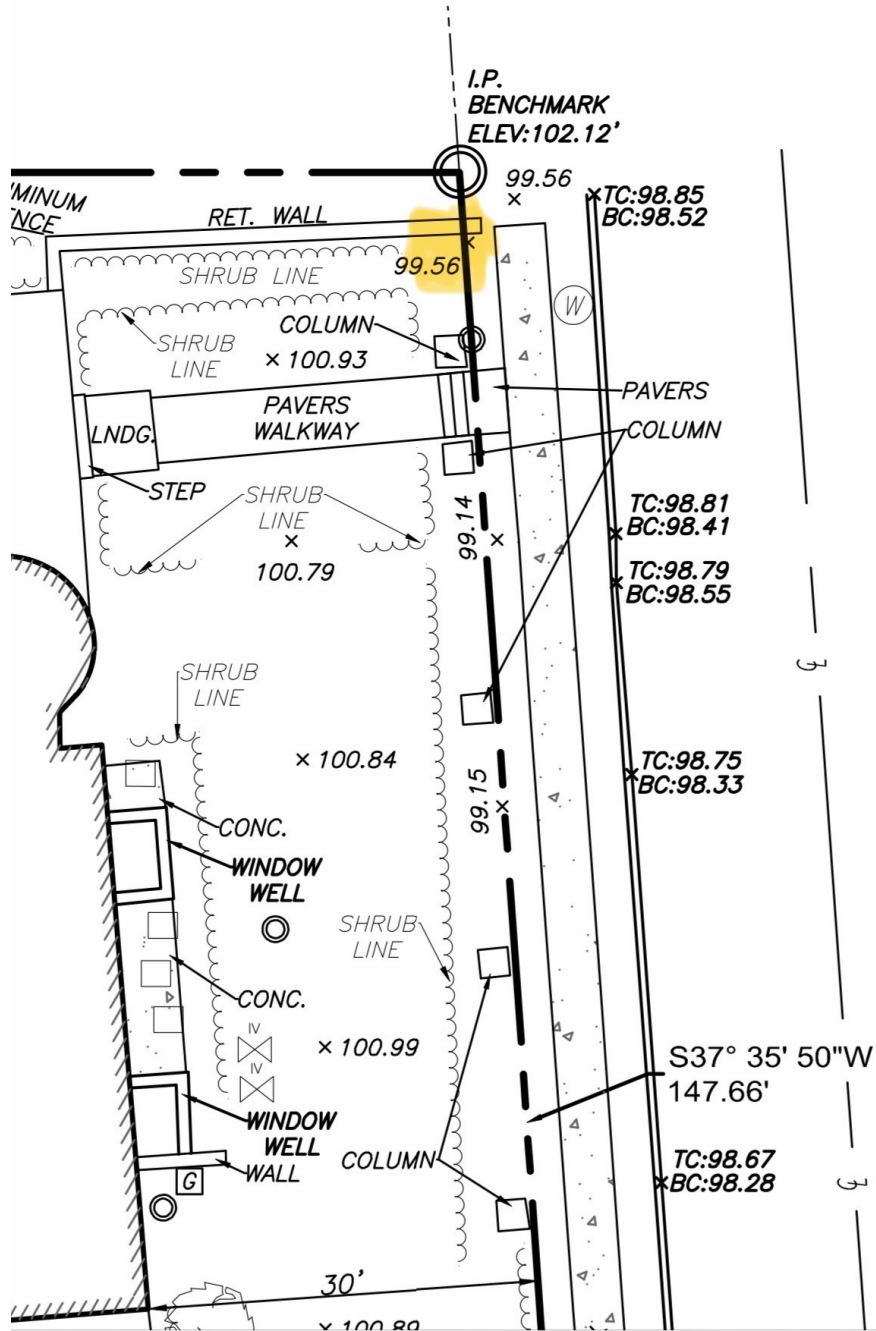 I.P.
BENCHMARK
ELEV:102.12'
99.56
TC:98.85
BC:98.52
MINUM
NCE
RET. WALL
99.56
SHRUB LINE
W
COLUMN
SHRUB
LINE
100.93
PAVERS
PAVERS
WALKWAY
LNDG.
COLUMN
STEP
SHRUB
LINE
99.14
TC:98.81
BC:98.41
100.79
TC:98.79
BC:98.55
SHRUB
LINE
100.84
TC:98.75
BC:98.33
99.15
CONC.
WINDOW
WELL
SHRUB
LINE
CONC.
IV
100.99
IV
S37° 35' 50"W
147.66'
WINDOW
WELL
WALL
COLUMN
G
TC:98.67
BC:98.28
30'
100.89